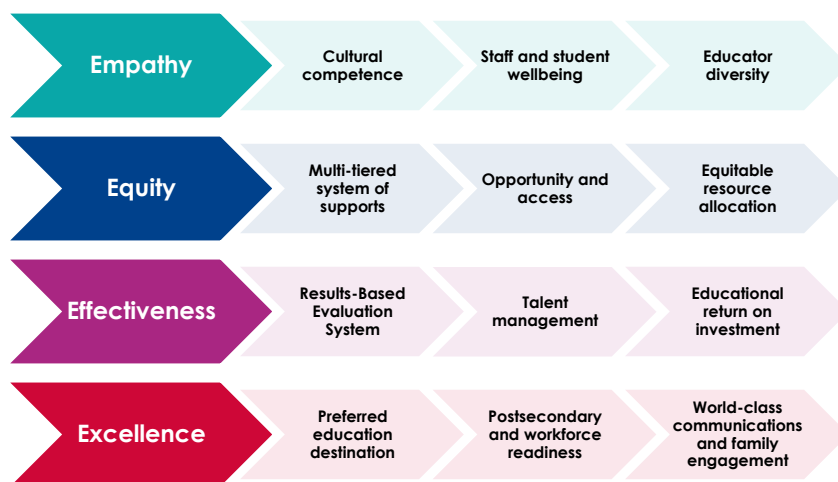 Empathy
Cultural
competence
Staff and student
wellbeing
Educator
diversity
Equity
Multi-tiered
system of
supports
Opportunity and
access
Equitable
resource
allocation
Effectiveness
Results-Based
Evaluation
System
Talent
management
Educational
return on
investment
Excellence
Preferred
education
destination
Postsecondary
and workforce
readiness
World-class
communications
and family
engagement